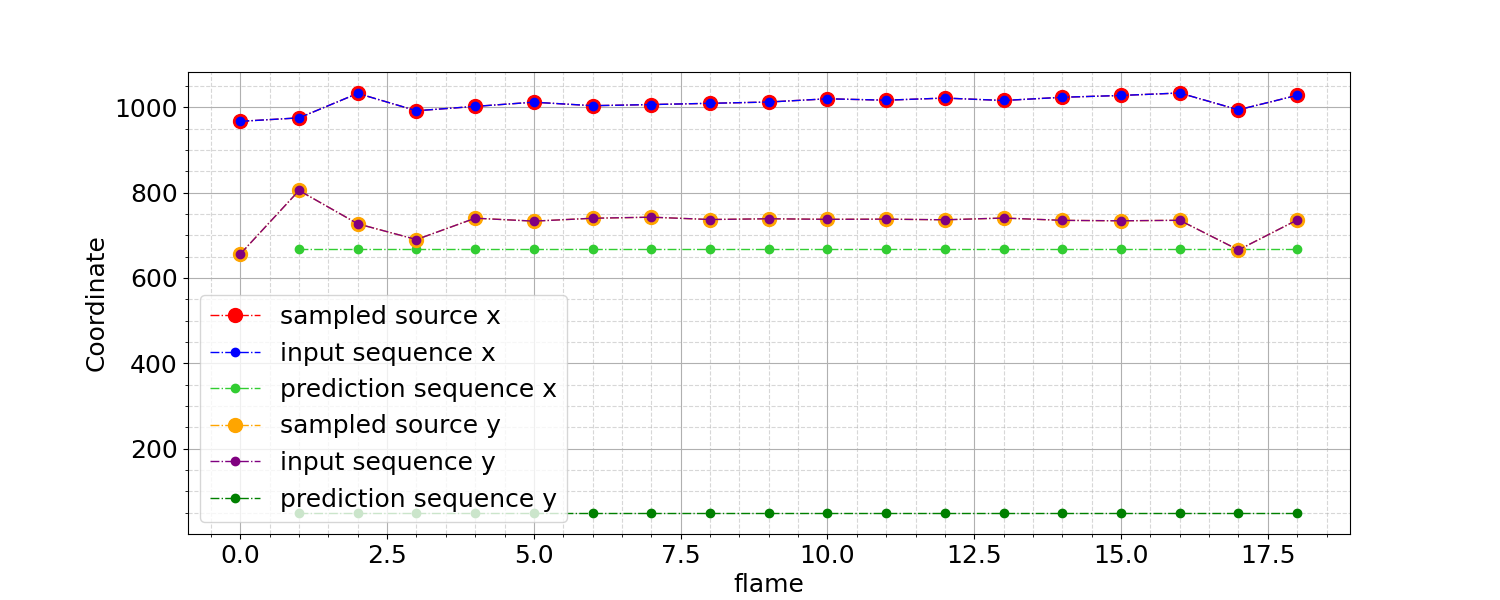 1000
800
600
400
200
Coordinate
sampled source x
input sequence x
prediction sequence x
sampled source y
input sequence y
prediction sequence y
0.0 2.5 5.0 7.5 10.0 12.5 15.0 17.5
flame